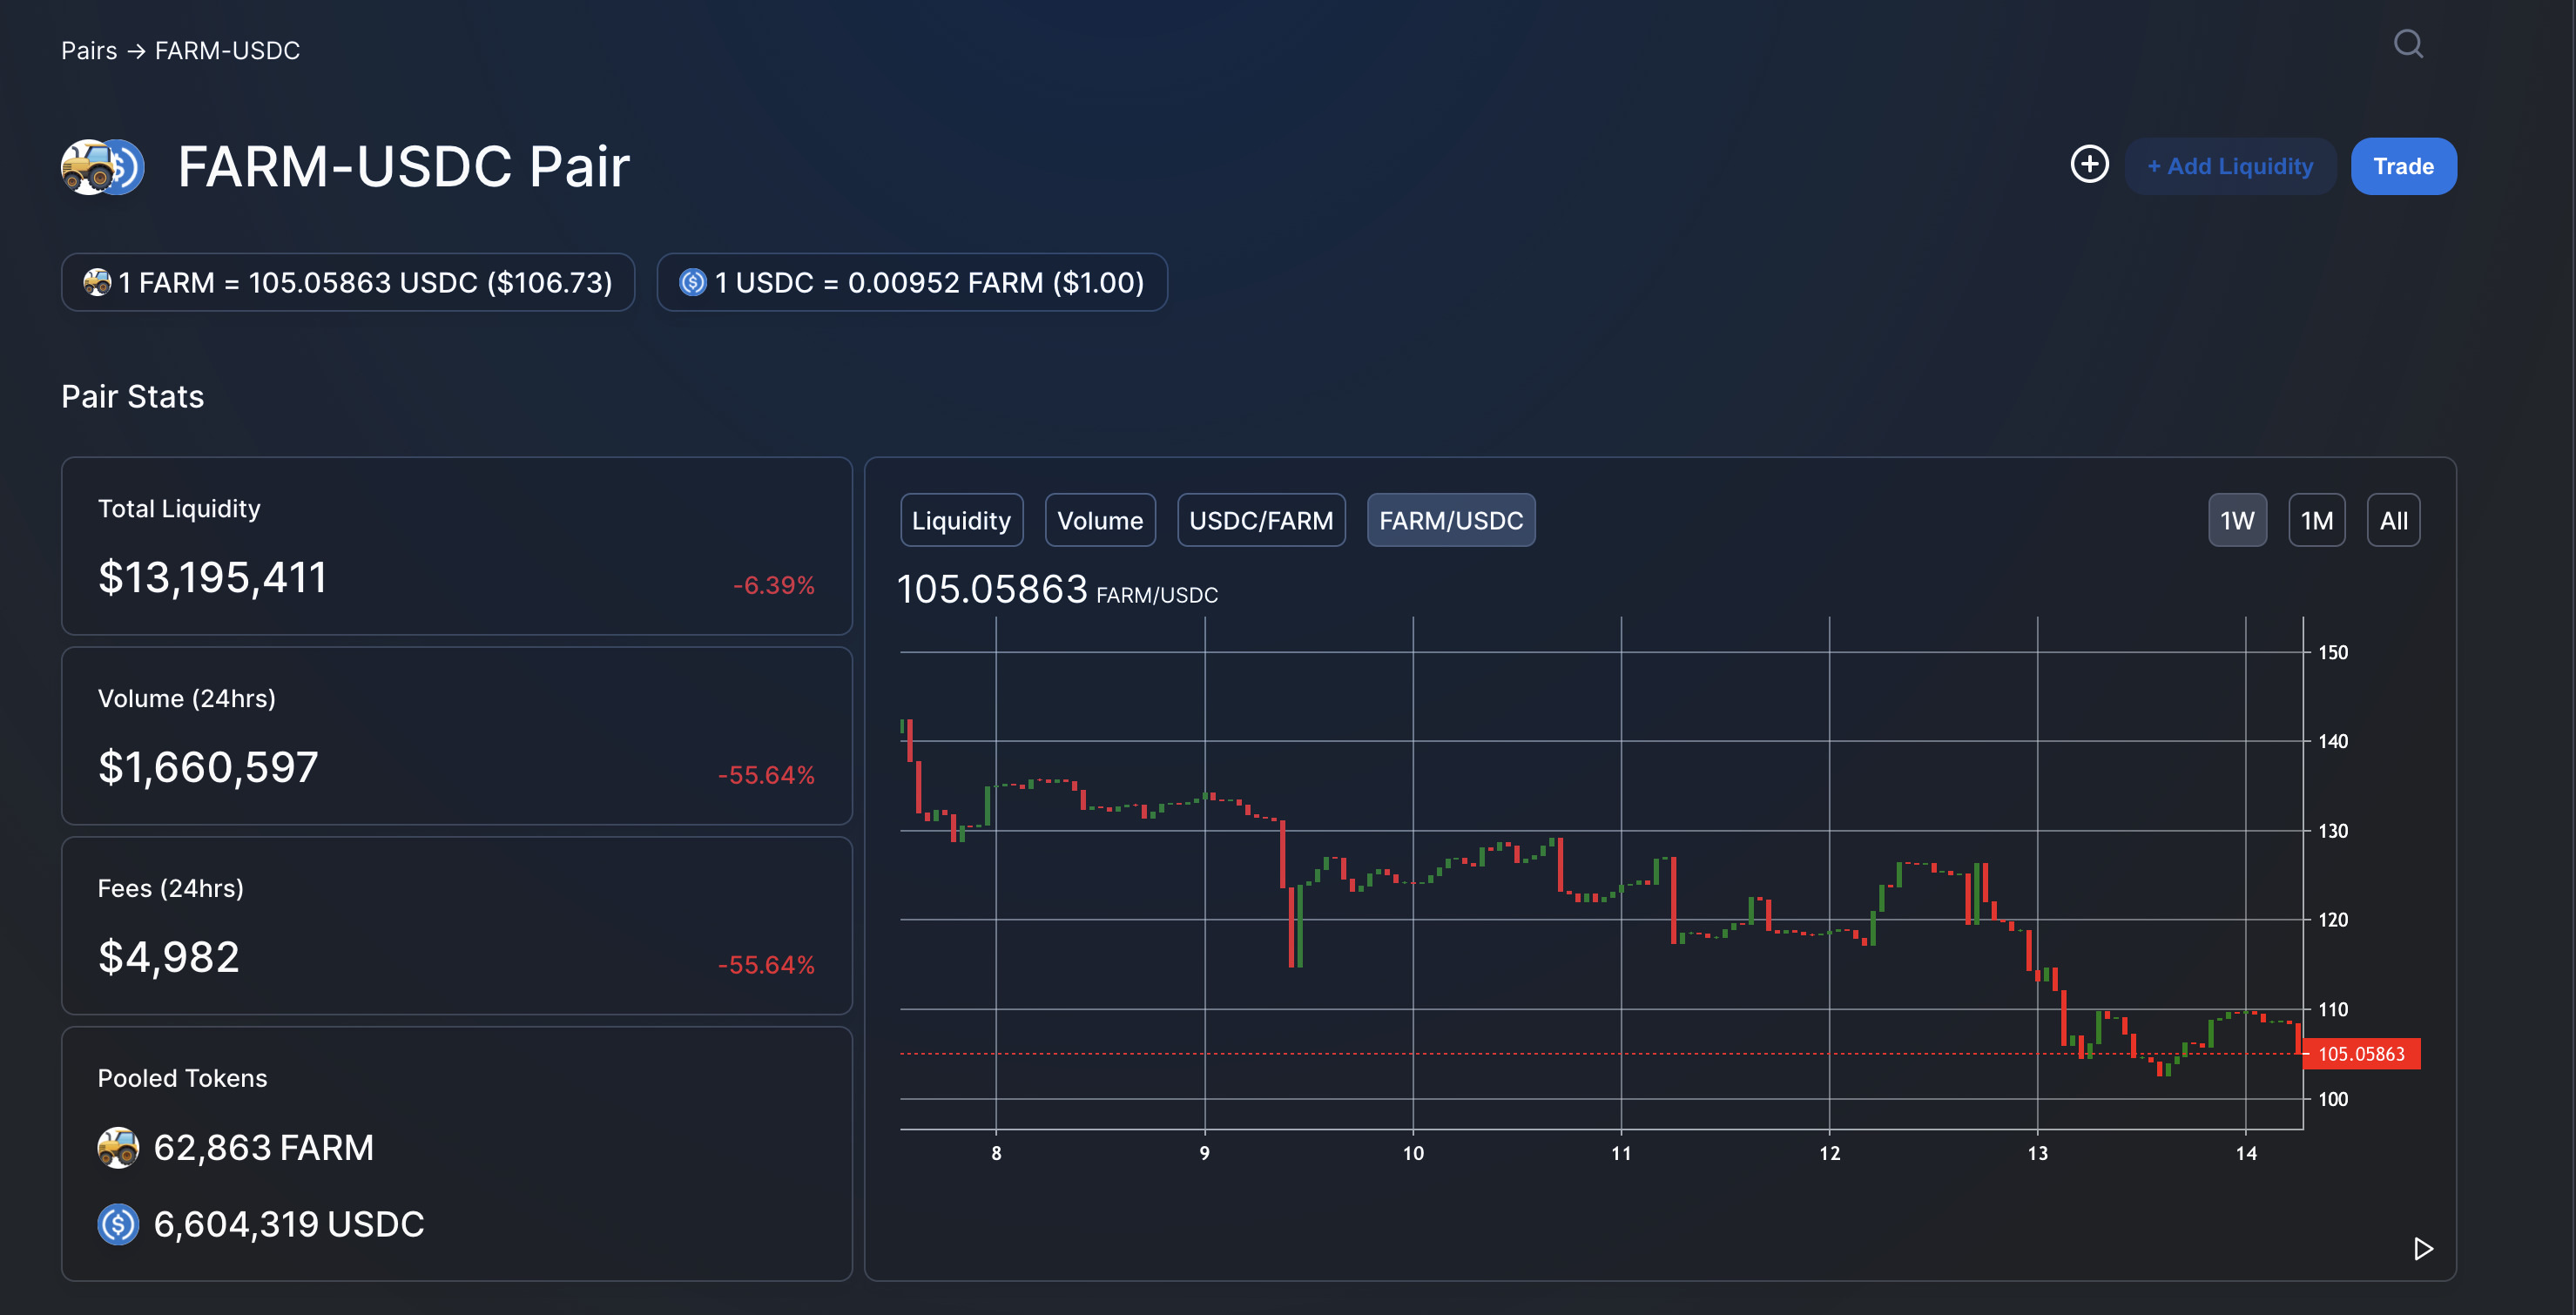 Pairs → FARM-USDC
FARM-USDC Pair
+ Add Liquidity
Trade
1 FARM = 105.05863 USDC ($106.73)
1 USDC = 0.00952 FARM ($1.00)
Pair Stats
Total Liquidity
$13,195,411
-6.39%
Volume (24hrs)
$1,660,597
-55.64%
Fees (24hrs)
$4,982
-55.64%
Pooled Tokens
62,863 FARM
6,604,319 USDC
Liquidity
Volume
USDC/FARM
FARM/USDC
1W
1M
All
105.05863 FARM/USDC
150
140
130
120
110
105.05863
100
8
9
10
11
12
13
14